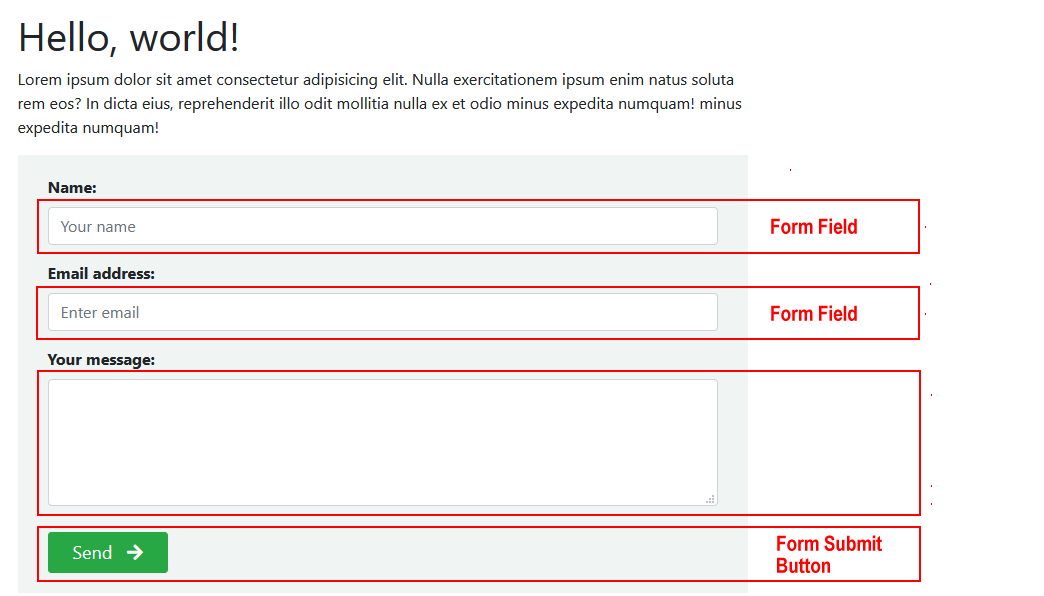 Hello, world!
Lorem ipsum dolor sit amet consectetur adipisicing elit. Nulla exercitationem ipsum enim natus soluta
rem eos? In dicta eius, reprehenderit illo odit mollitia nulla ex et odio minus expedita numquam! minus
expedita numquam!
Name:
Your name
Form Field
Email address:
Enter email
Form Field
Your message:
Send
Form Submit
Button